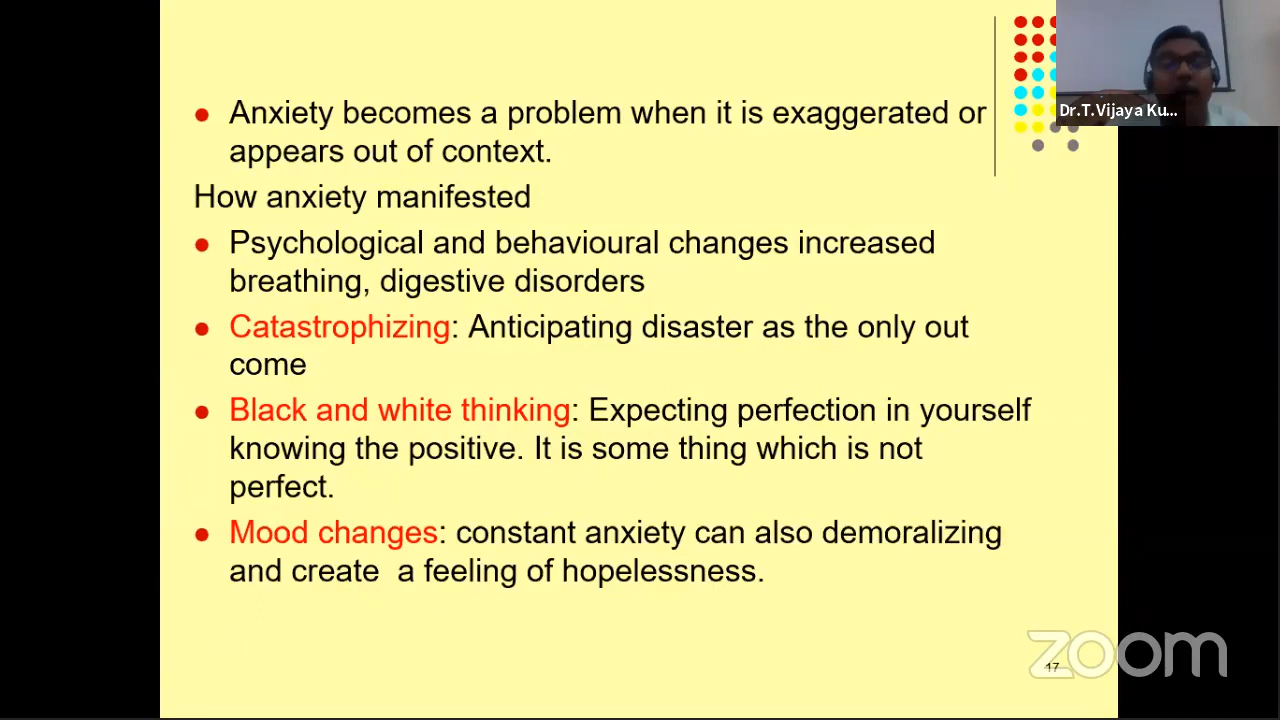 Dr.T.Vijaya Ku...
Anxiety becomes a problem when it is exaggerated or
appears out of context.
How anxiety manifested
Psychological and behavioural changes increased
breathing, digestive disorders
Catastrophizing: Anticipating disaster as the only out
come
Black and white thinking: Expecting perfection in yourself
knowing the positive. It is some thing which is not
perfect.
Mood changes: constant anxiety can also demoralizing
and create  a feeling of hopelessness.
zoom
17